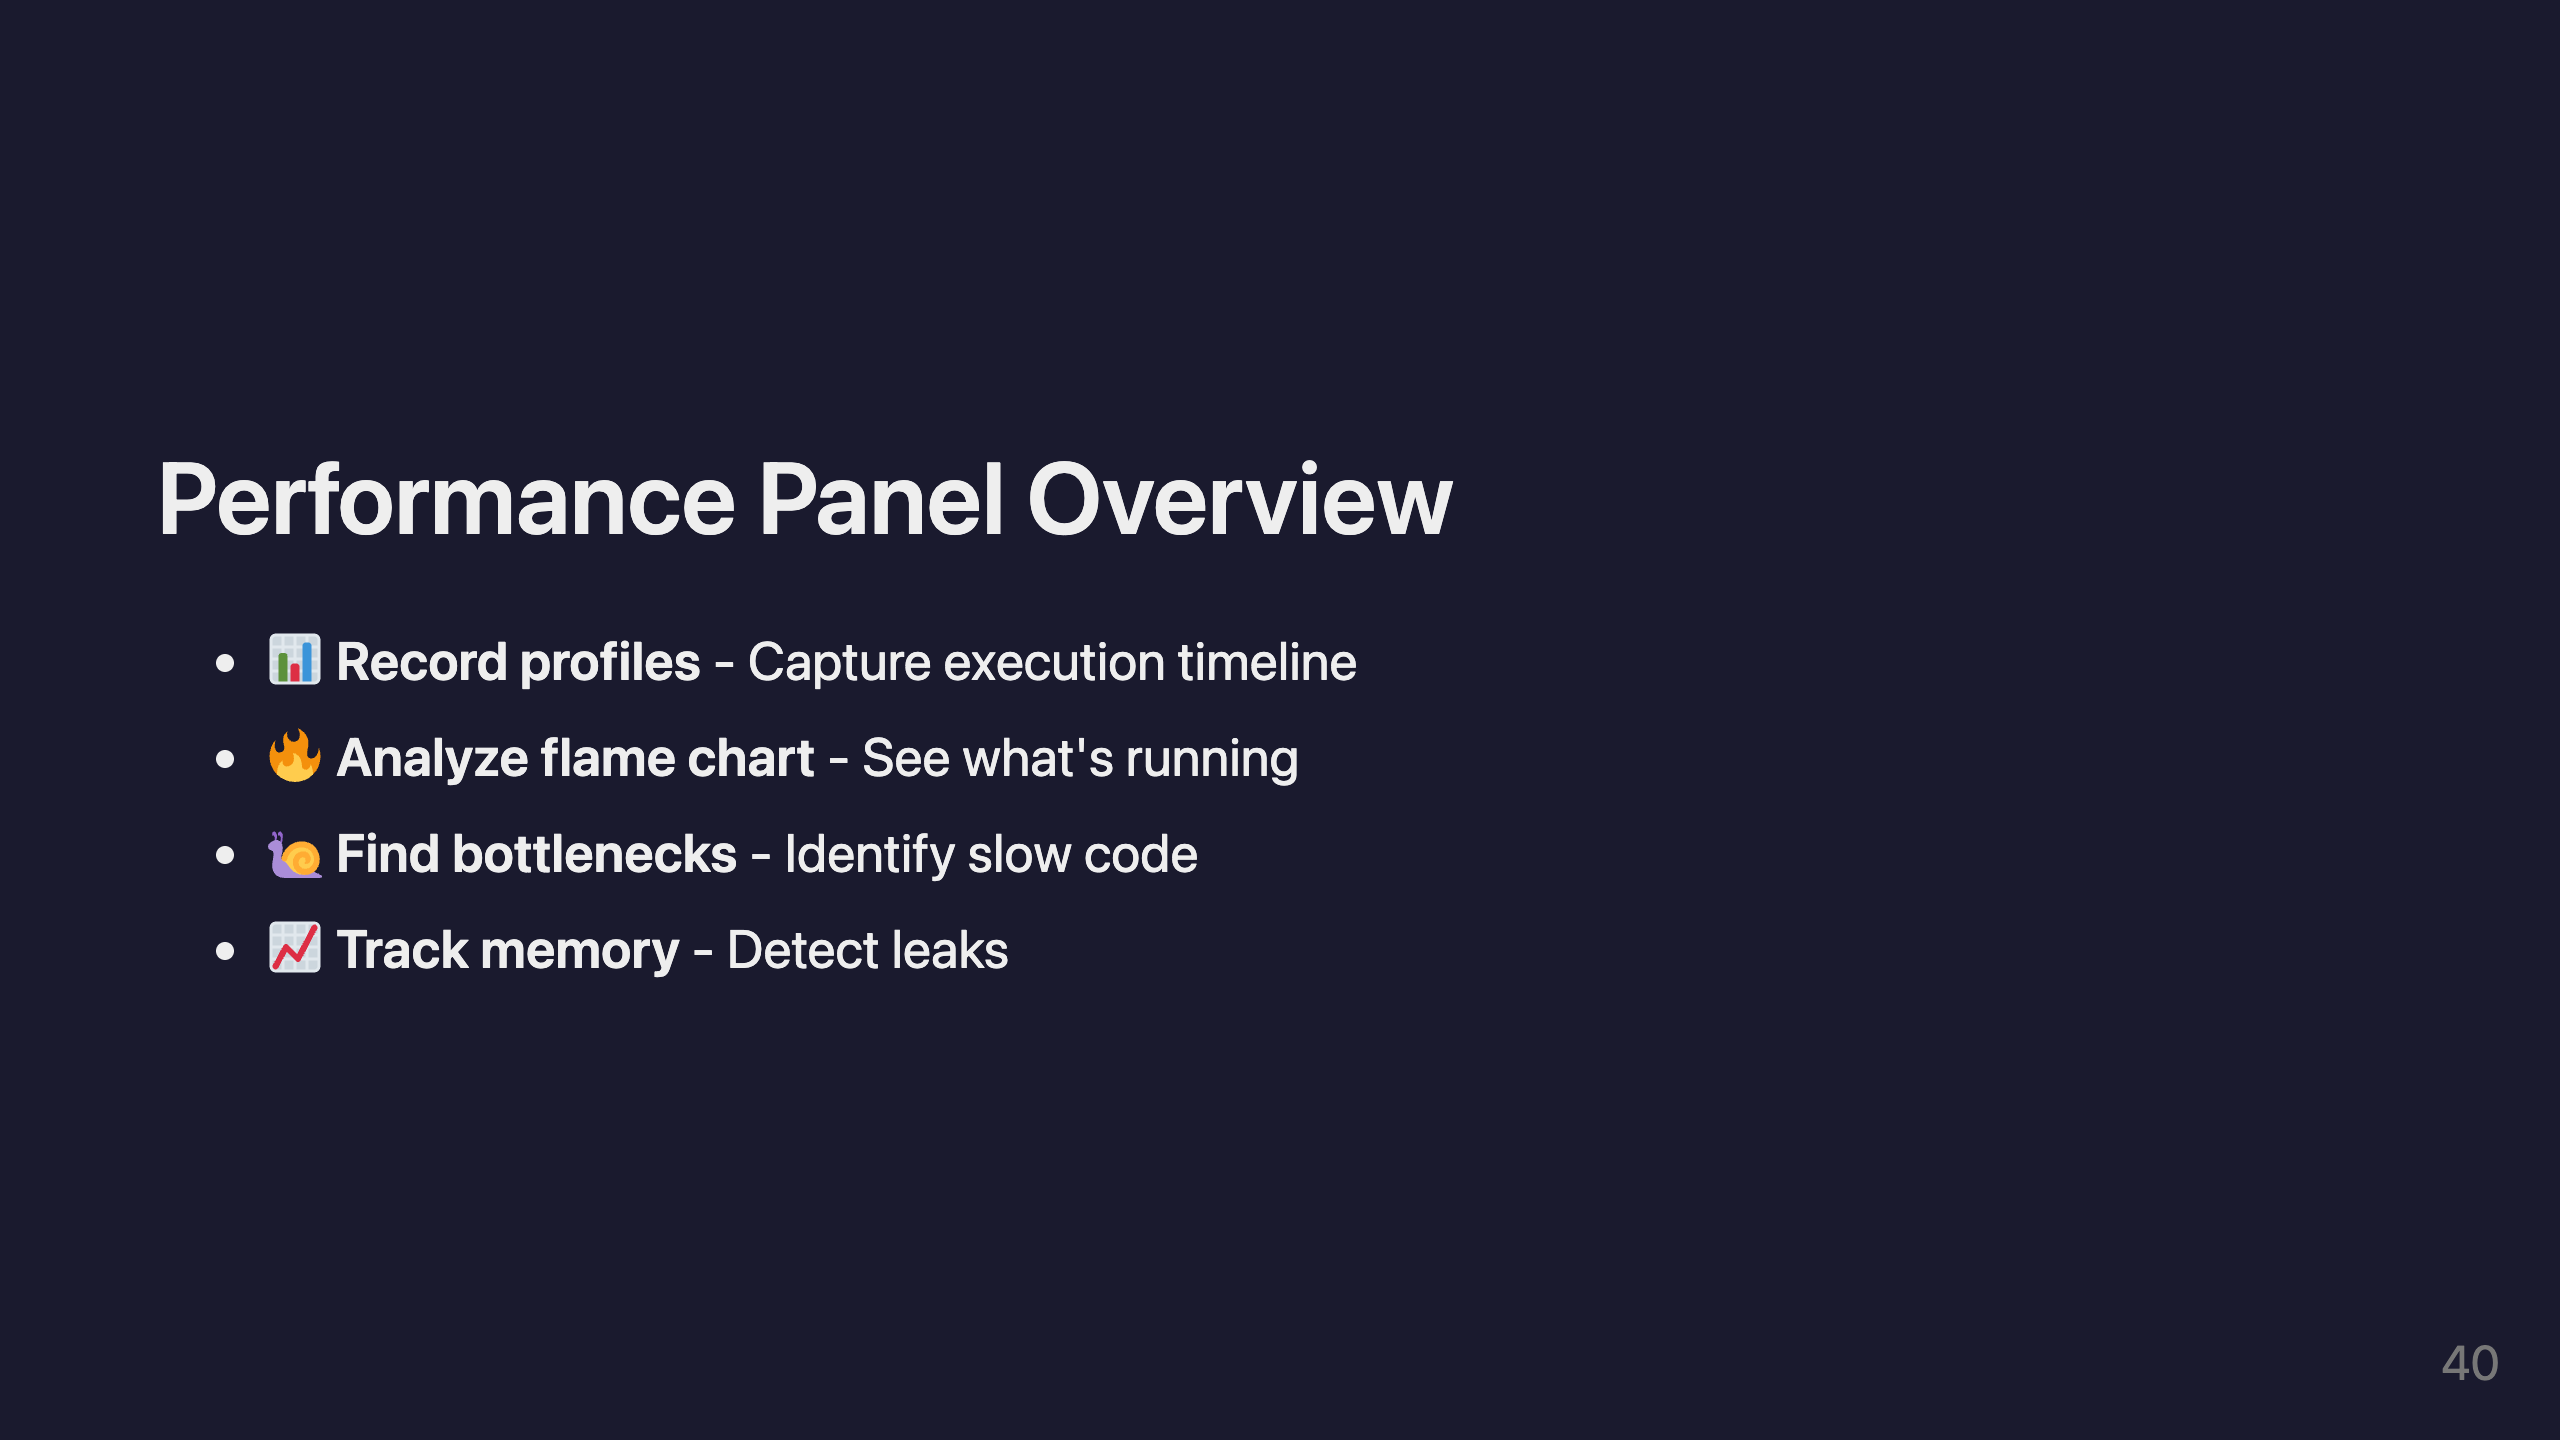 Performance Panel Overview
• 📊 Record profiles - Capture execution timeline
• 🔥 Analyze flame chart - See what's running
• 🐌 Find bottlenecks - Identify slow code
• 📈 Track memory - Detect leaks
40